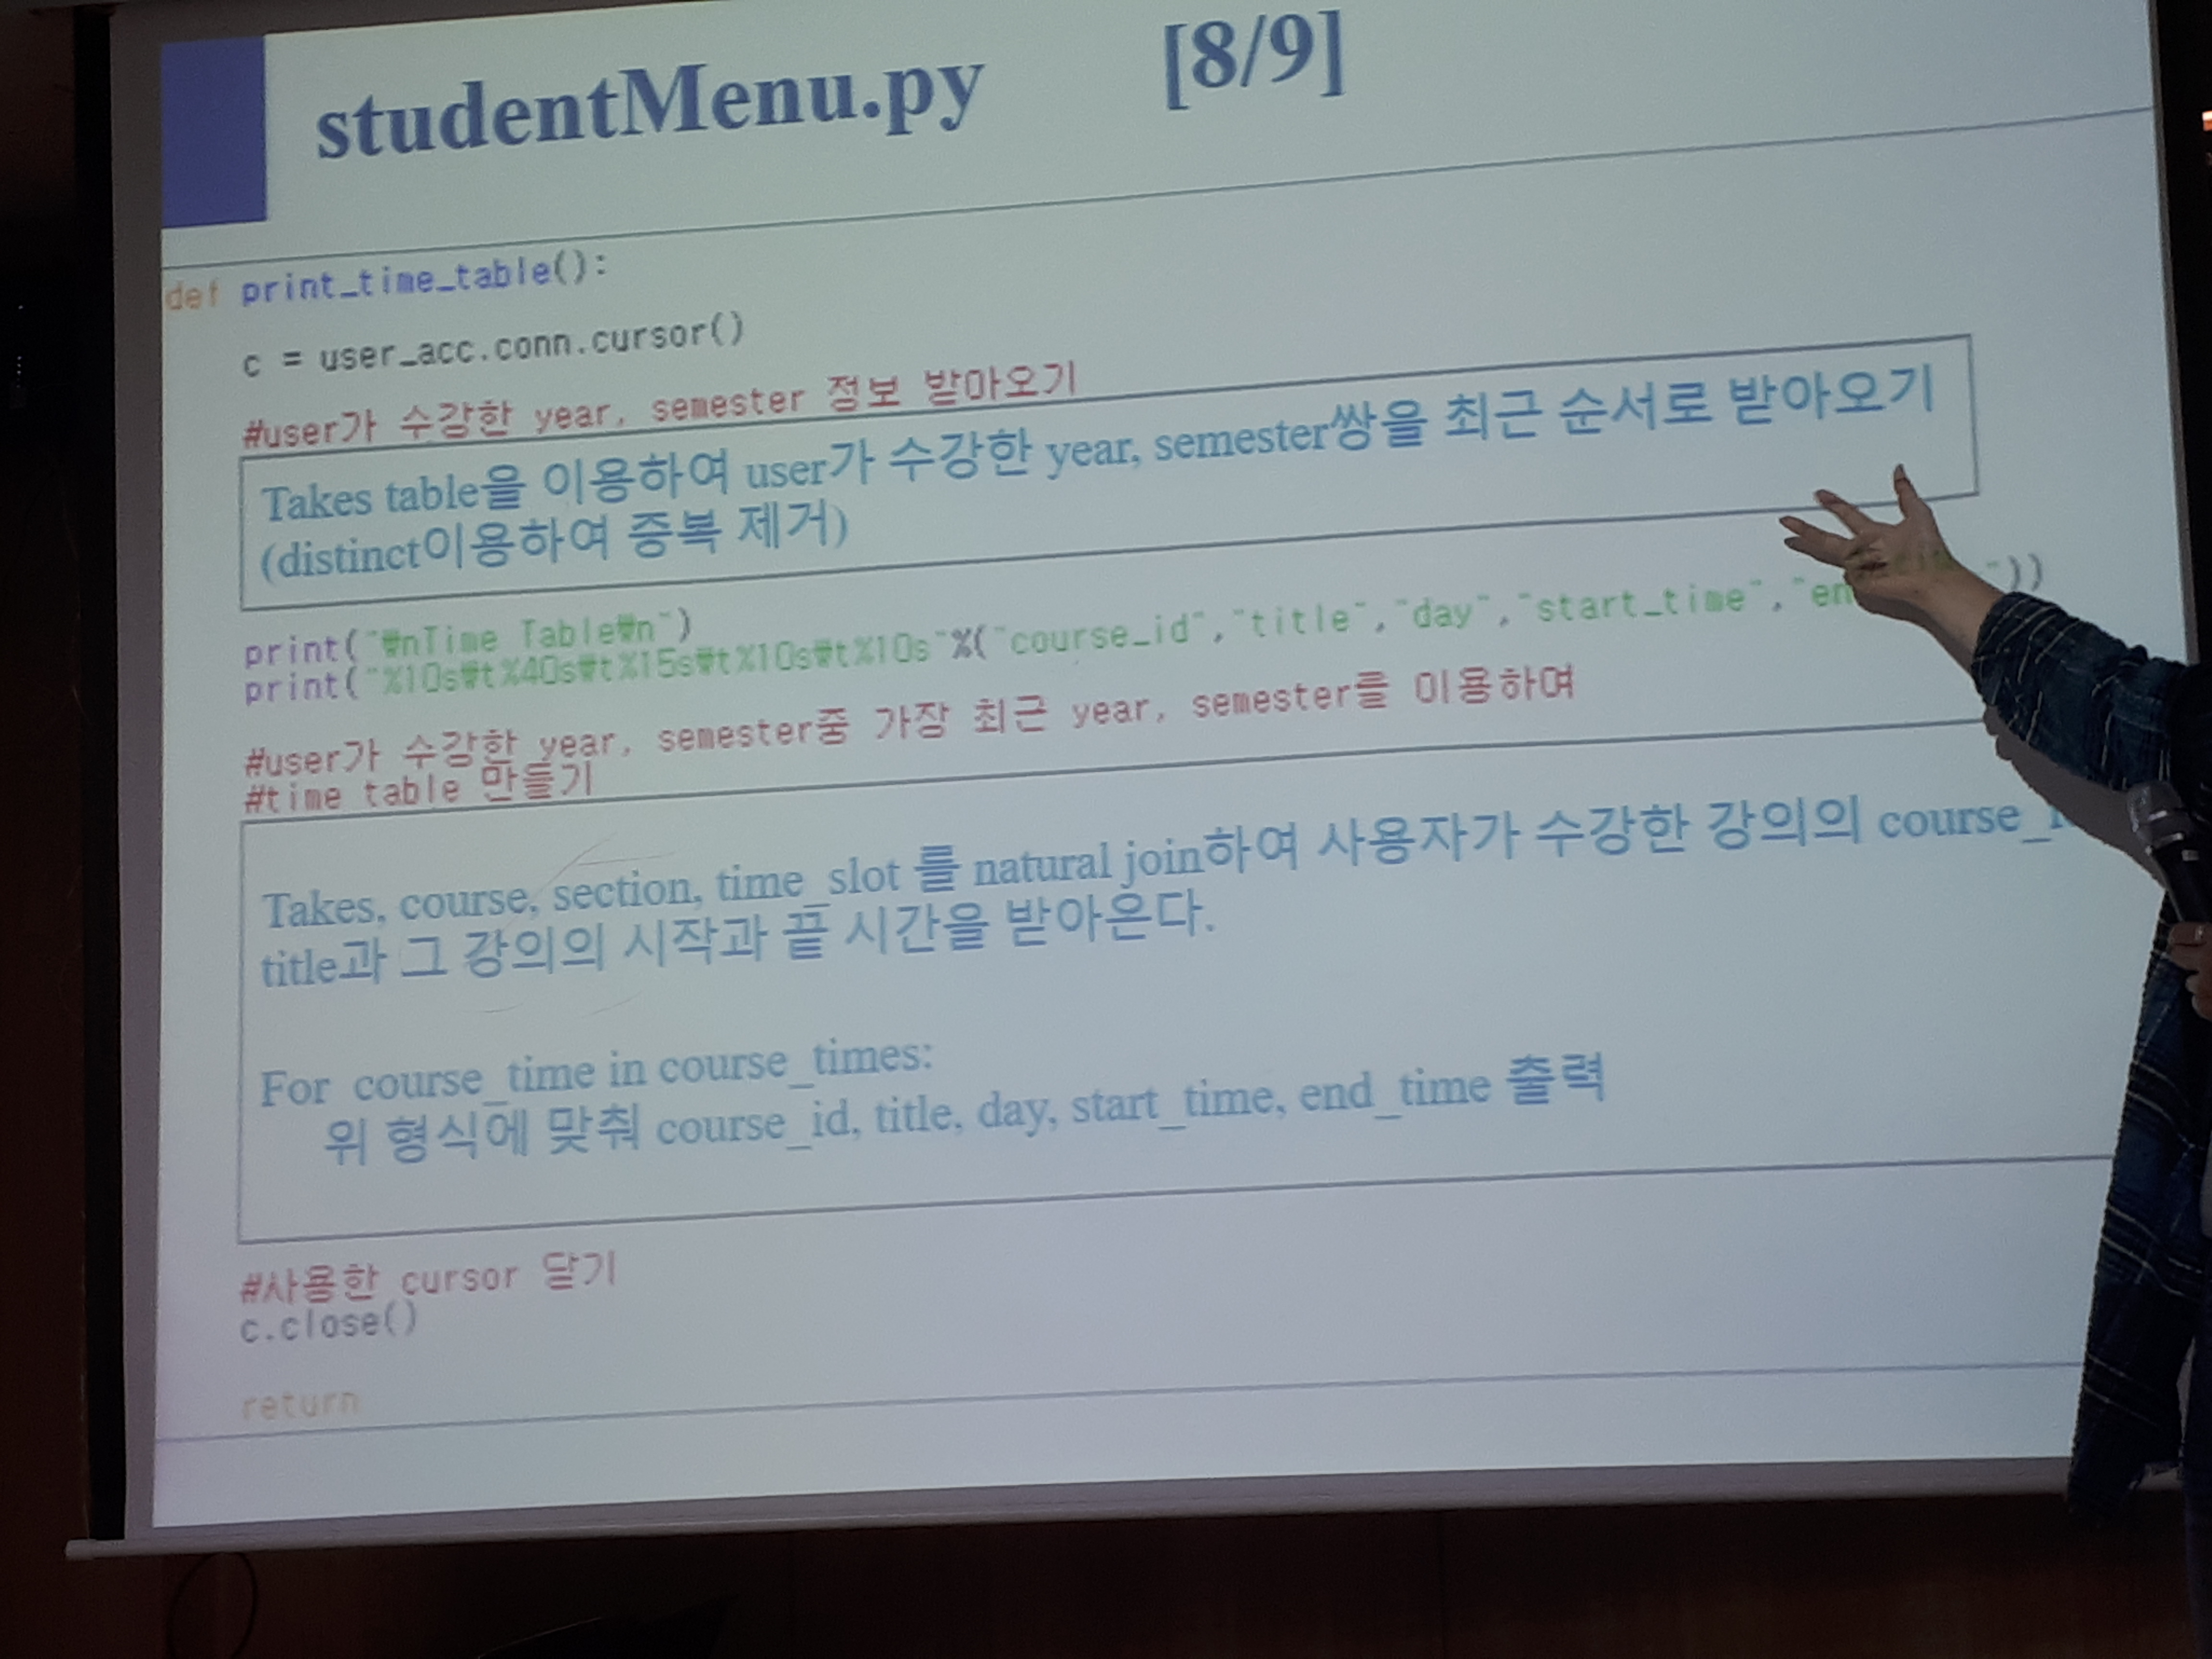 studentMenu.py [8/9]
def print_time_table():
c = user_acc.conn.cursor()
#user가 수강한 year, semester 정보 받아오기
Takes table을 이용하여 user가 수강한 year, semester쌍을 최근 순서로 받아오기
(distinct이용하여 중복 제거)
print("₩nTime Table₩n")
print("%10s₩t%40s₩t%15s₩t%10s₩t%10s"%("course_id","title","day","start_time","en "))
#user가 수강한 year, semester중 가장 최근 year, semester를 이용하여
#time table 만들기
Takes, course, section, time_slot 를 natural join하여 사용자가 수강한 강의의
title과 그 강의의 시작과 끝 시간을 받아온다.
For course_time in course_times:
위 형식에 맞춰 course_id, title, day, start_time, end_time 출력
#사용한 cursor 닫기
c.close()
return